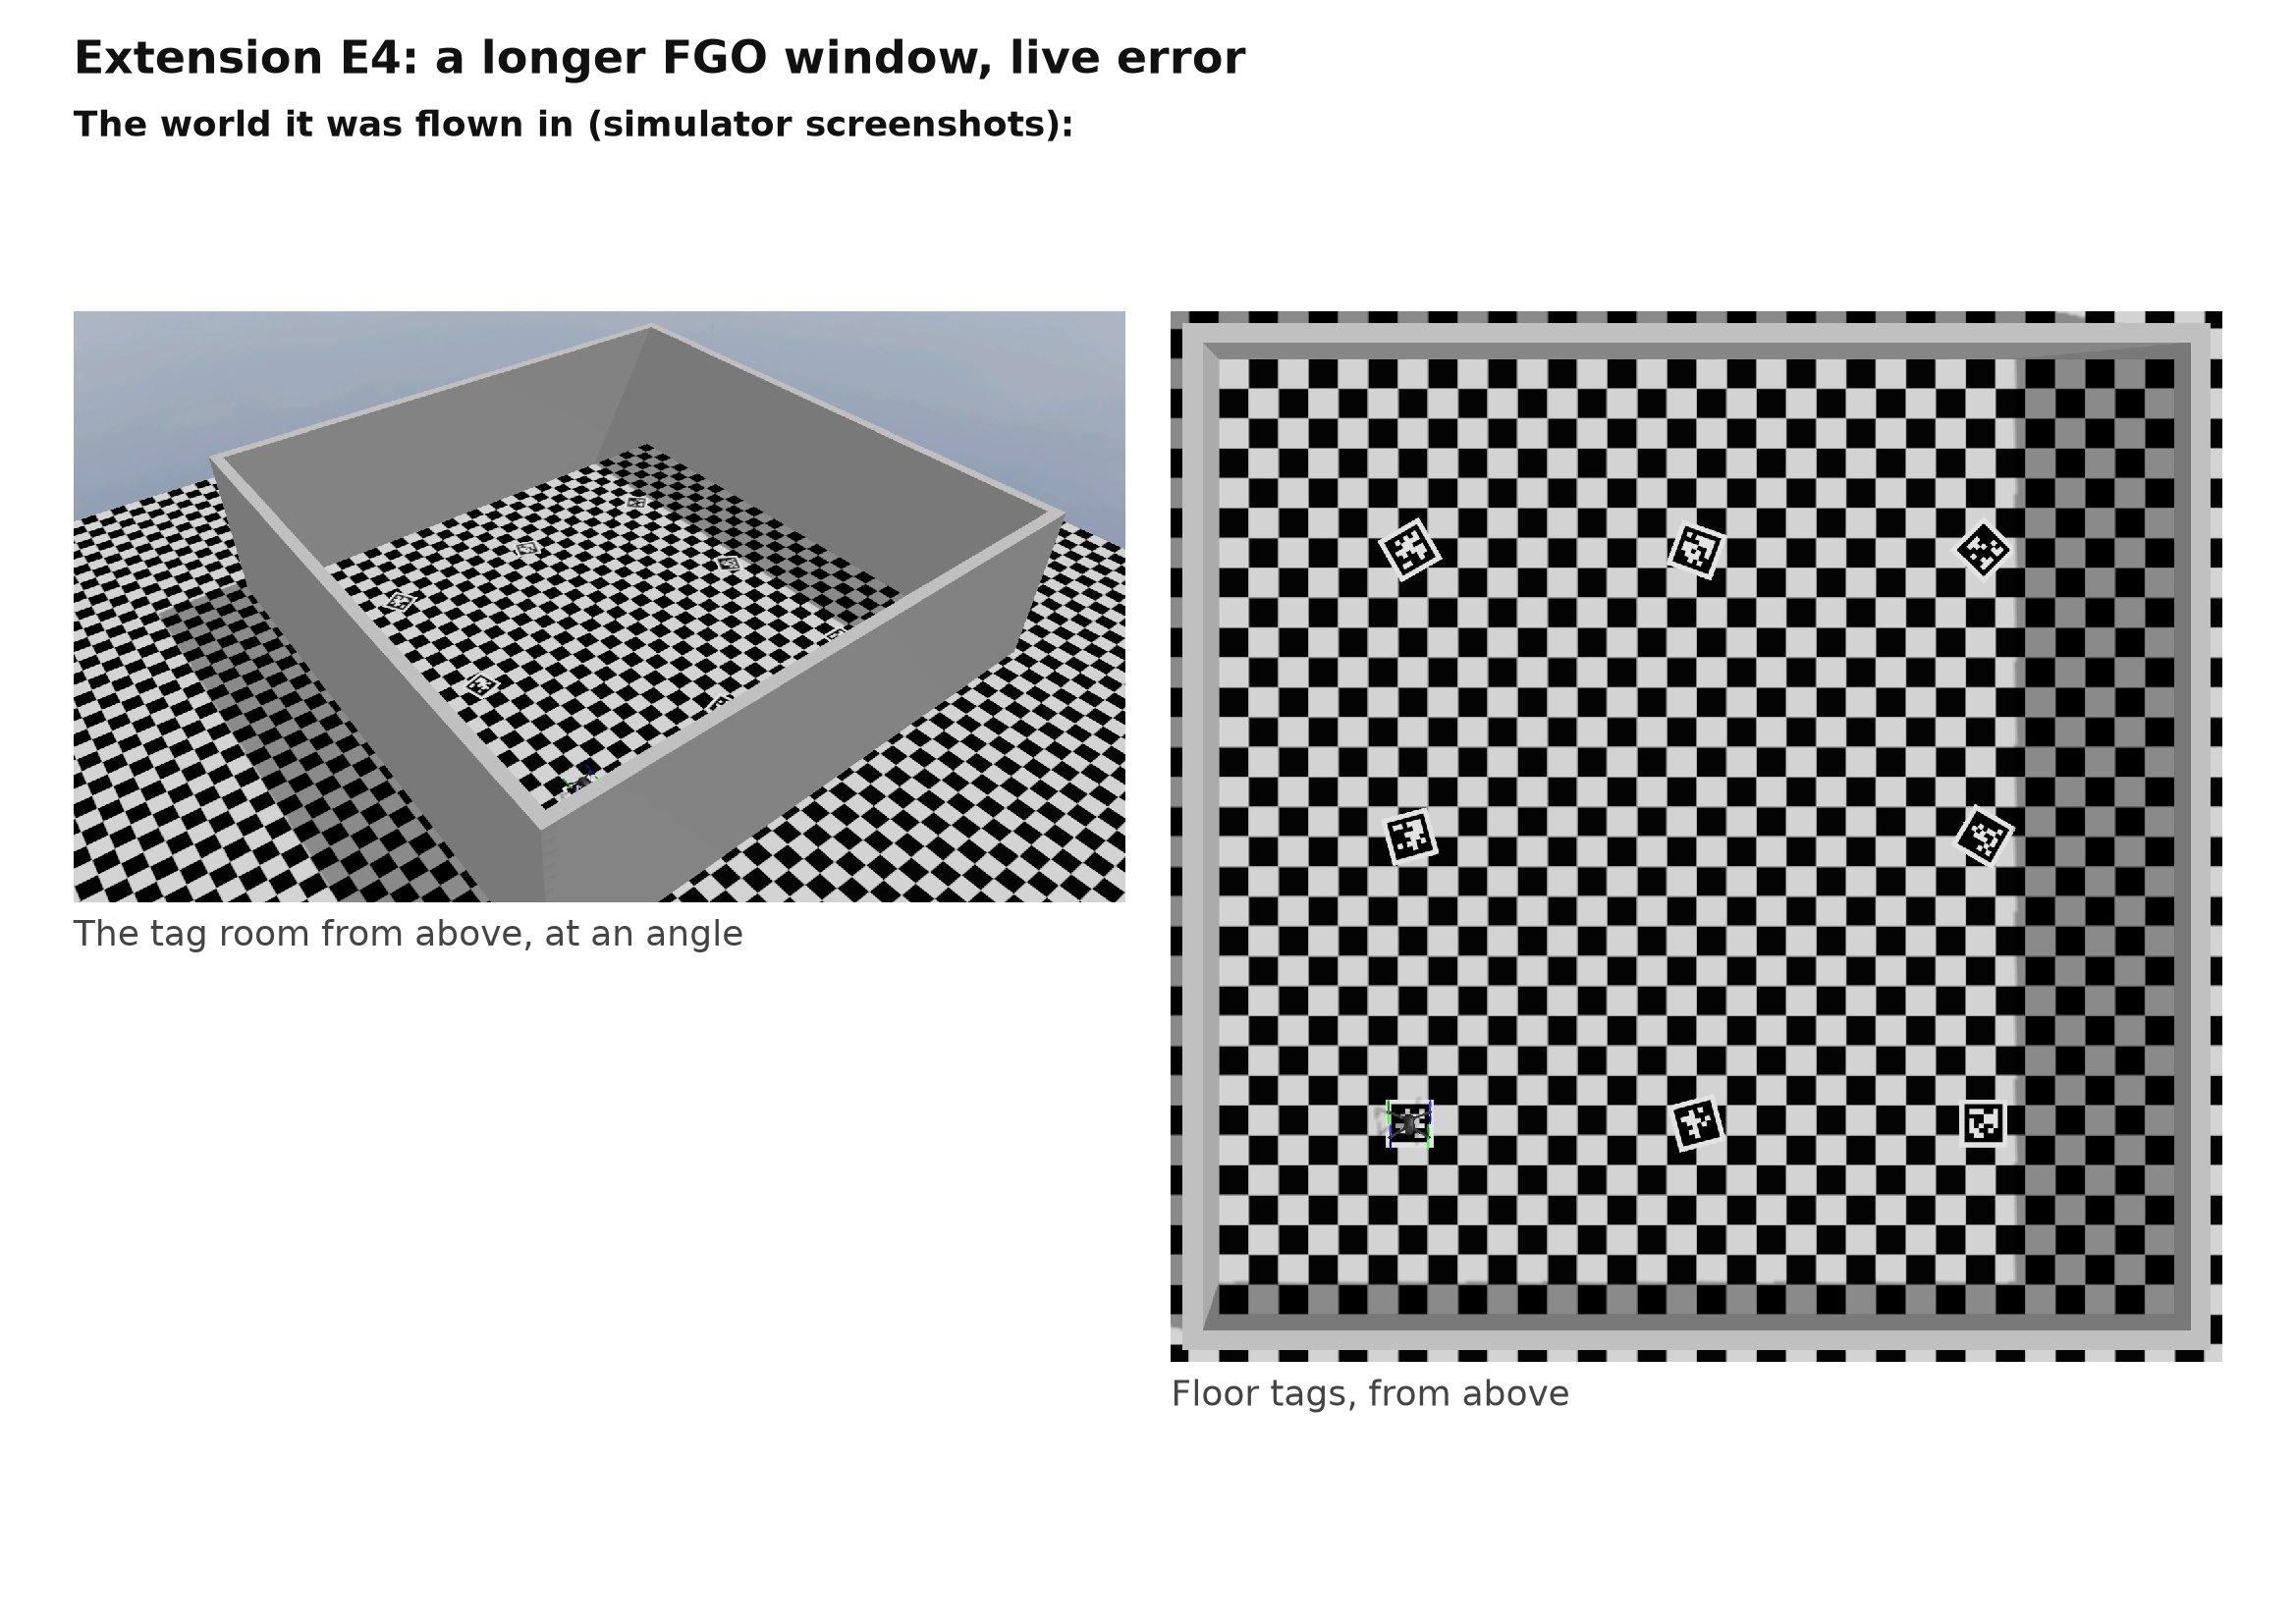 Extension E4: a longer FGO window, live error
The world it was flown in (simulator screenshots):
The tag room from above, at an angle
Floor tags, from above